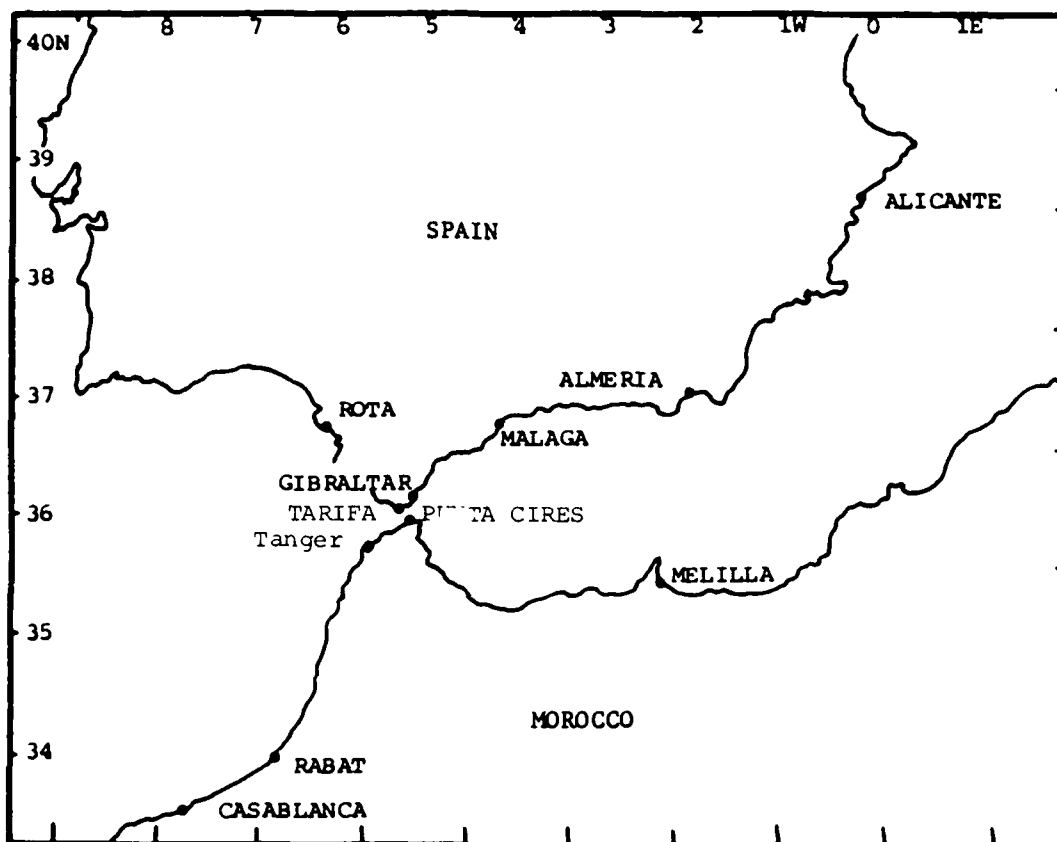 8 7 6 5 4 3 2 1W 0 1E
40N
39
ALICANTE
SPAIN
38
37
ALMERIA
ROTA
MALAGA
GIBRALTAR
36
TARIFA CIRES
Tanger
MELILLA
35
MOROCCO
34
RABAT
CASABLANCA